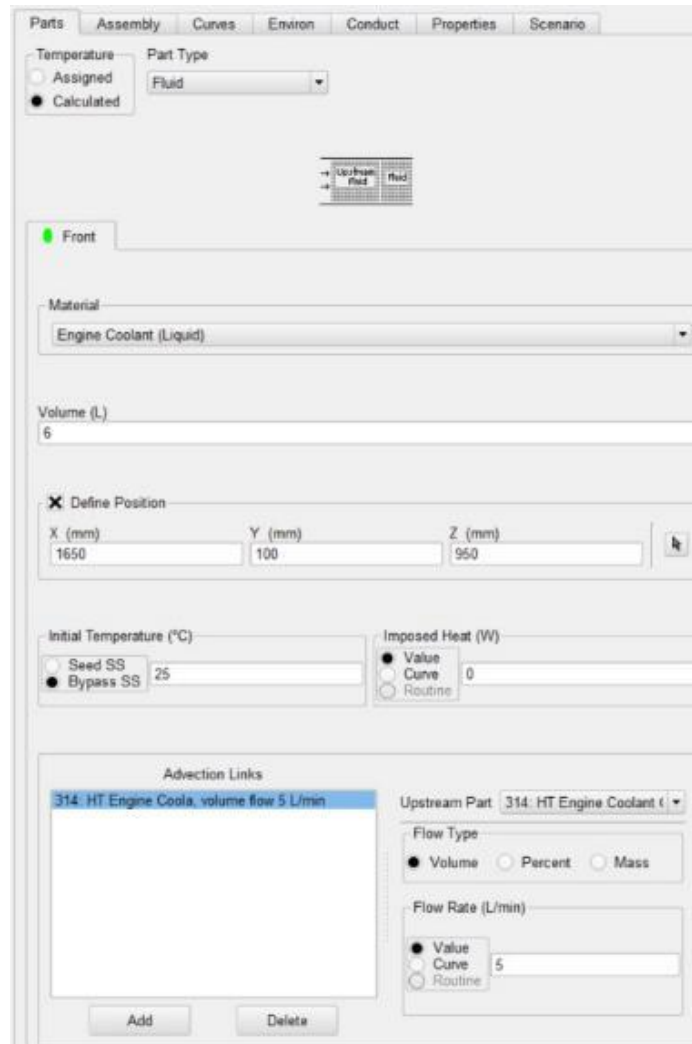 Parts Assembly Curves Environ Conduct Properties Scenario
Temperature
Assigned
Calculated
Part Type
Fluid
Upstream Fluid
Fluid
Front
Material
Engine Coolant (Liquid)
Volume (L)
6
Define Position
X (mm) Y (mm) Z (mm)
1650 100 950
Initial Temperature (°C)
Seed SS
Bypass SS
25
Imposed Heat (W)
Value
Curve
Routine
0
Advection Links
314: HT Engine Coola, volume flow 5 L/min
Add Delete
Upstream Part 314: HT Engine Coolant (
Flow Type
Volume Percent Mass
Flow Rate (L/min)
Value
Curve
Routine
5